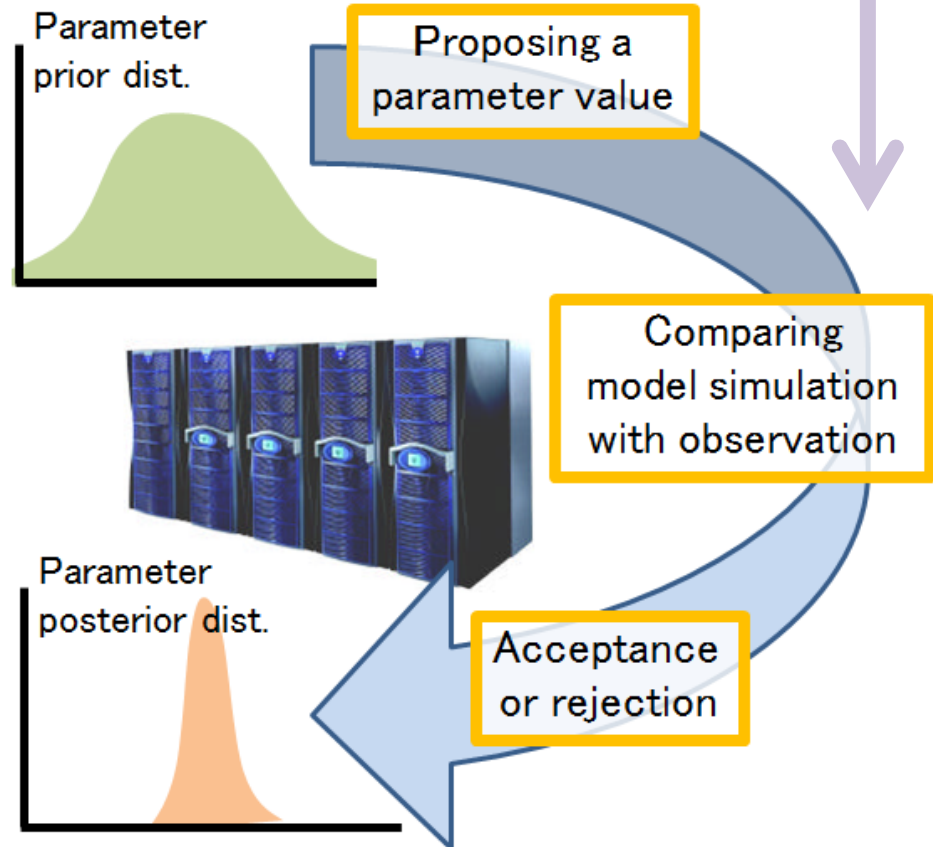 Parameter
prior dist.
Proposing a
parameter value
Comparing
model simulation
with observation
Parameter
posterior dist.
Acceptance
or rejection